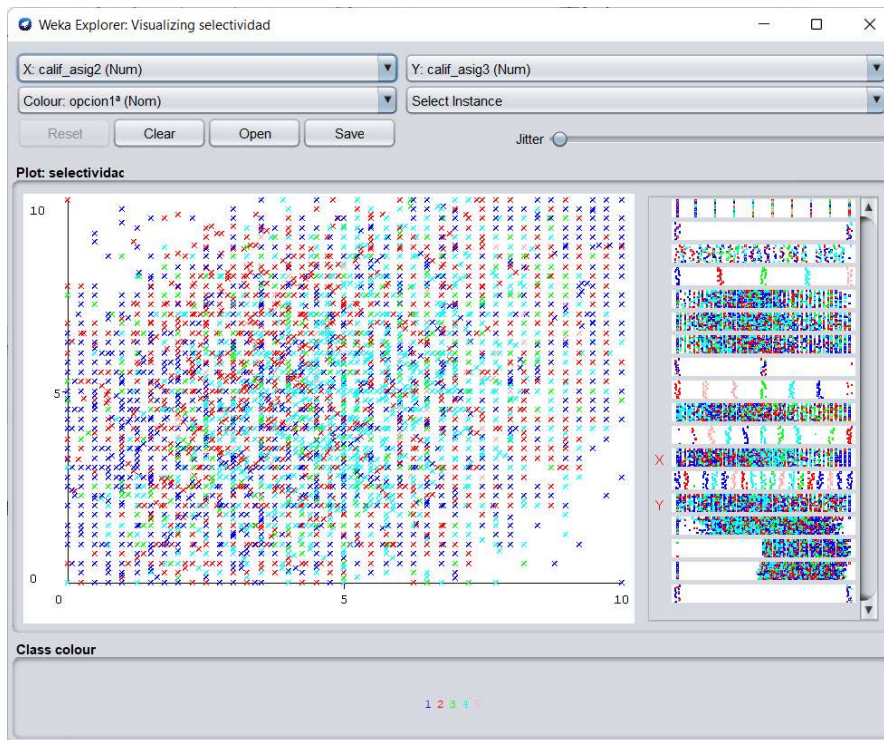 Weka Explorer: Visualizing selectividad
X: calif_asig2 (Num)
Y: calif_asig3 (Num)
Colour: opcion1ª (Nom)
Select Instance
Reset
Clear
Open
Save
Jitter
Plot: selectividad
10
5
0
0
5
10
X
Y
Class colour
1 2 3 4 5